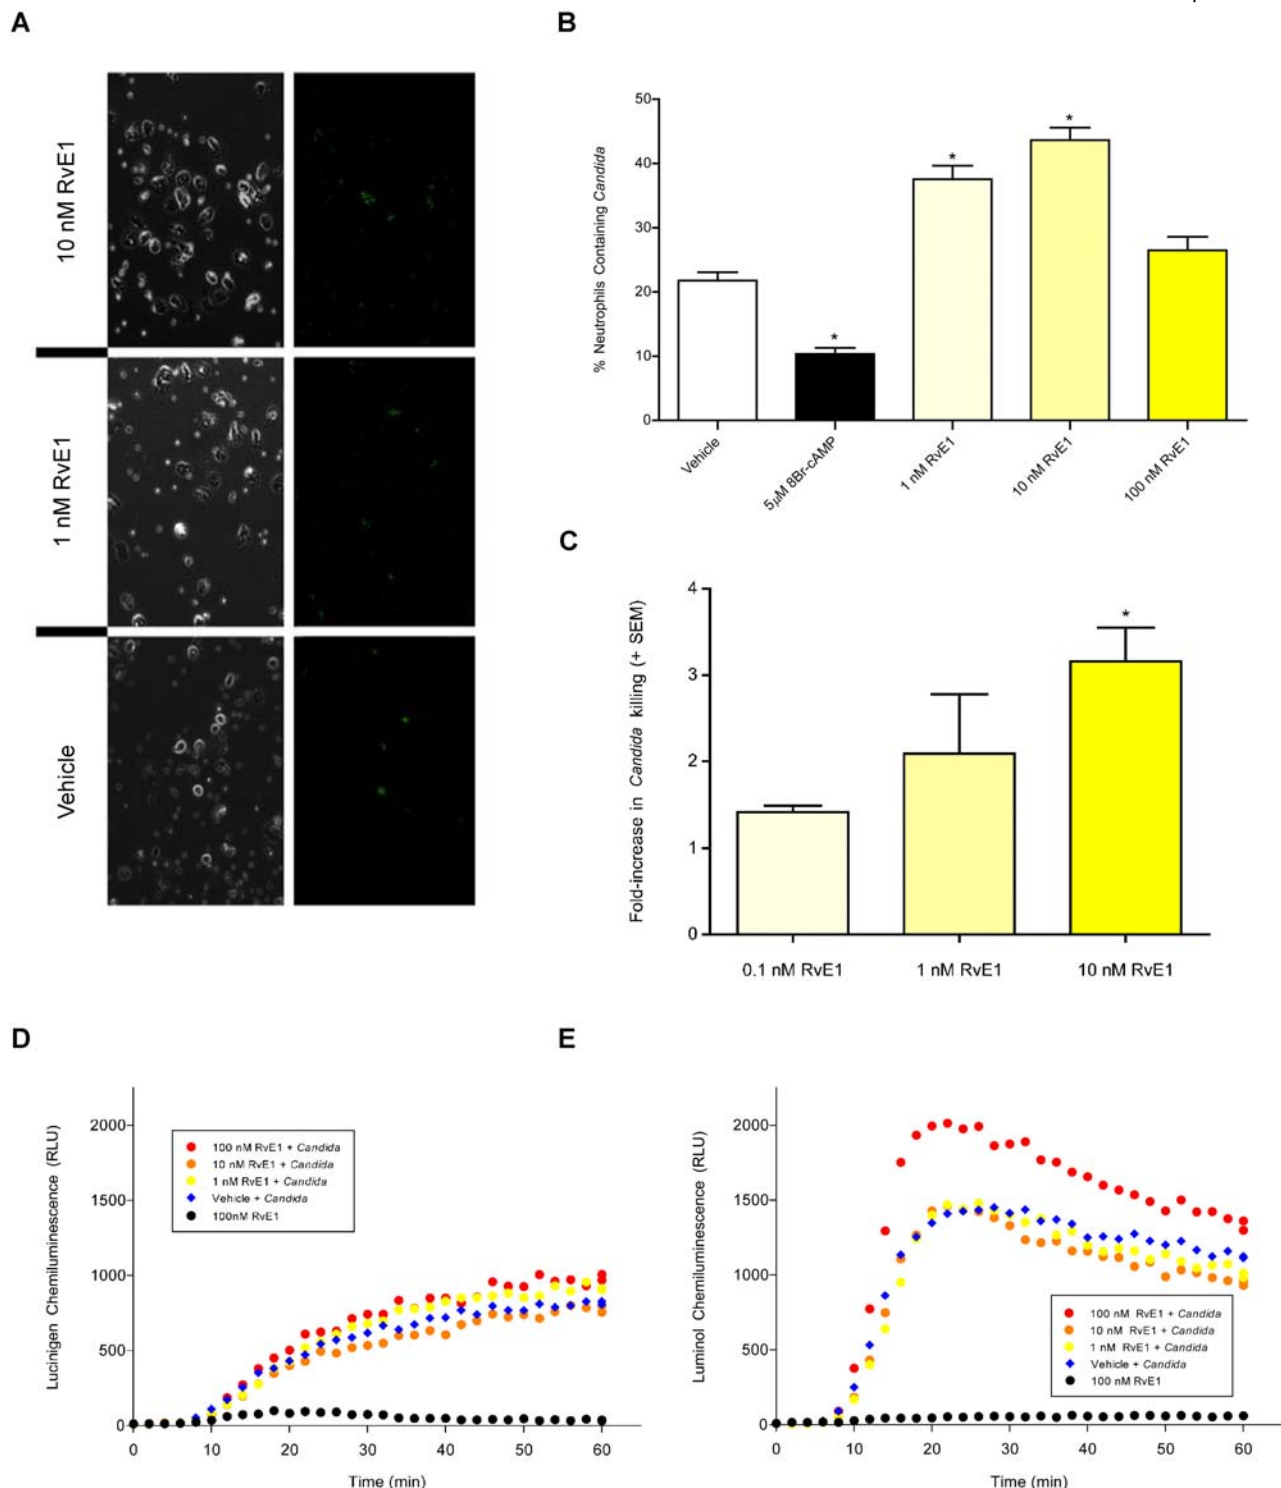 A
10 nM RvE1
1 nM RvE1
Vehicle
B
% Neutrophils Containing Candida
50
40
30
20
10
0
*
*
*
Vehicle
5μM 8Br-cAMP
1 nM RvE1
10 nM RvE1
100 nM RvE1
C
Fold-increase in Candida killing (+ SEM)
4
3
2
1
0
*
0.1 nM RvE1
1 nM RvE1
10 nM RvE1
D
Lucinigen Chemiluminescence (RLU)
2000
1500
1000
500
0
100 nM RvE1 + Candida
10 nM RvE1 + Candida
1 nM RvE1 + Candida
Vehicle + Candida
100nM RvE1
0 10 20 30 40 50 60
Time (min)
E
Luminol Chemiluminescence (RLU)
2000
1500
1000
500
0
100 nM RvE1 + Candida
10 nM RvE1 + Candida
1 nM RvE1 + Candida
Vehicle + Candida
100 nM RvE1
0 10 20 30 40 50 60
Time (min)